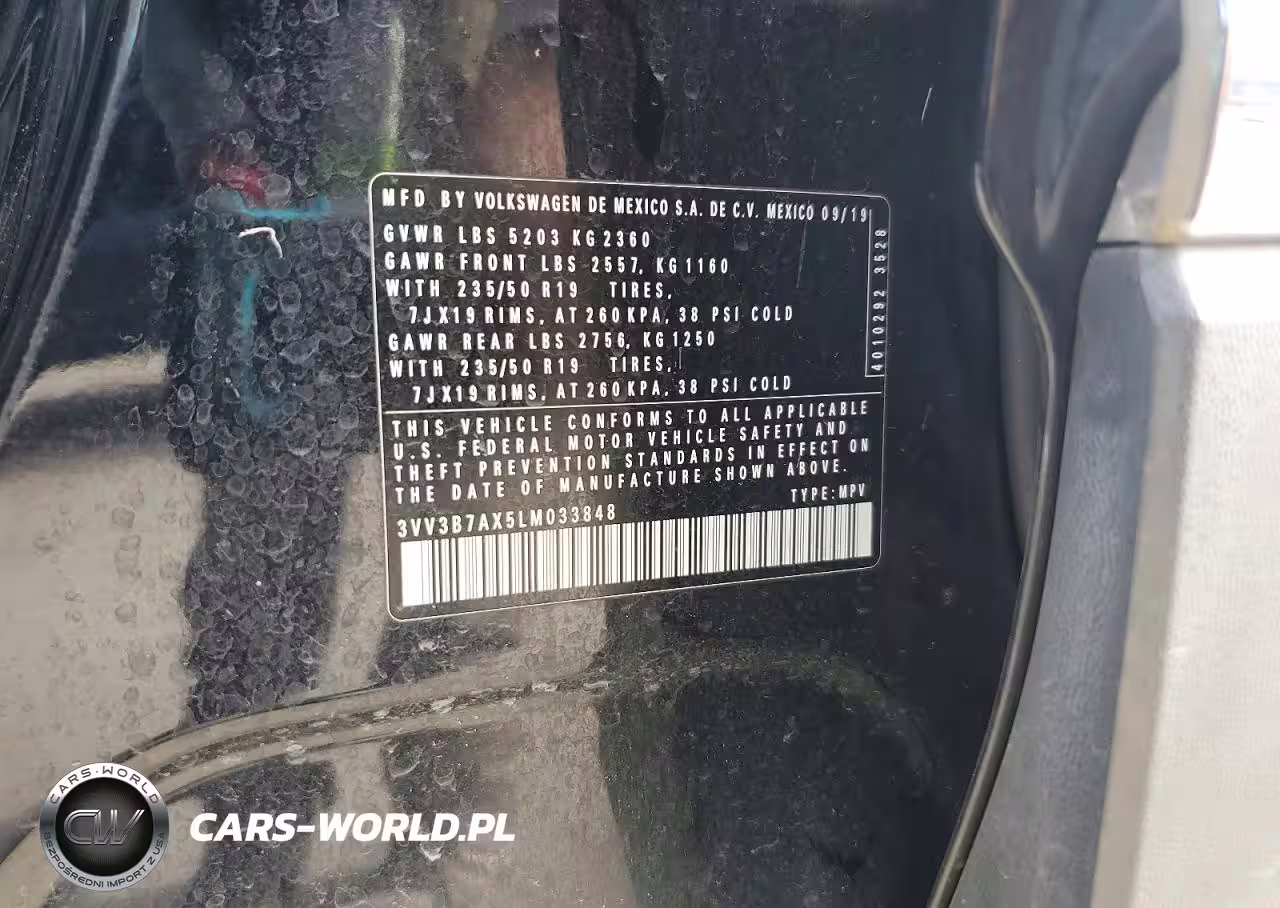 MFD BY VOLKSWAGEN DE MEXICO S.A. DE C.V. MEXICO 09/19
GVWR LBS 5203 KG 2360
GAWR FRONT LBS 2557, KG 1160
WITH 235/50 R19 TIRES,
7JX19 RIMS, AT 260 KPA, 38 PSI COLD
GAWR REAR LBS 2756, KG 1250
WITH 235/50 R19 TIRES,
7JX19 RIMS, AT 260 KPA, 38 PSI COLD
4010292 3528
THIS VEHICLE CONFORMS TO ALL APPLICABLE
U.S. FEDERAL MOTOR VEHICLE SAFETY AND
THEFT PREVENTION STANDARDS IN EFFECT ON
THE DATE OF MANUFACTURE SHOWN ABOVE.
TYPE: MPV
3VV3B7AX5LM033848
CARS-WORLD
CW
BEZPOŚREDNI IMPORT Z USA
CARS-WORLD.PL